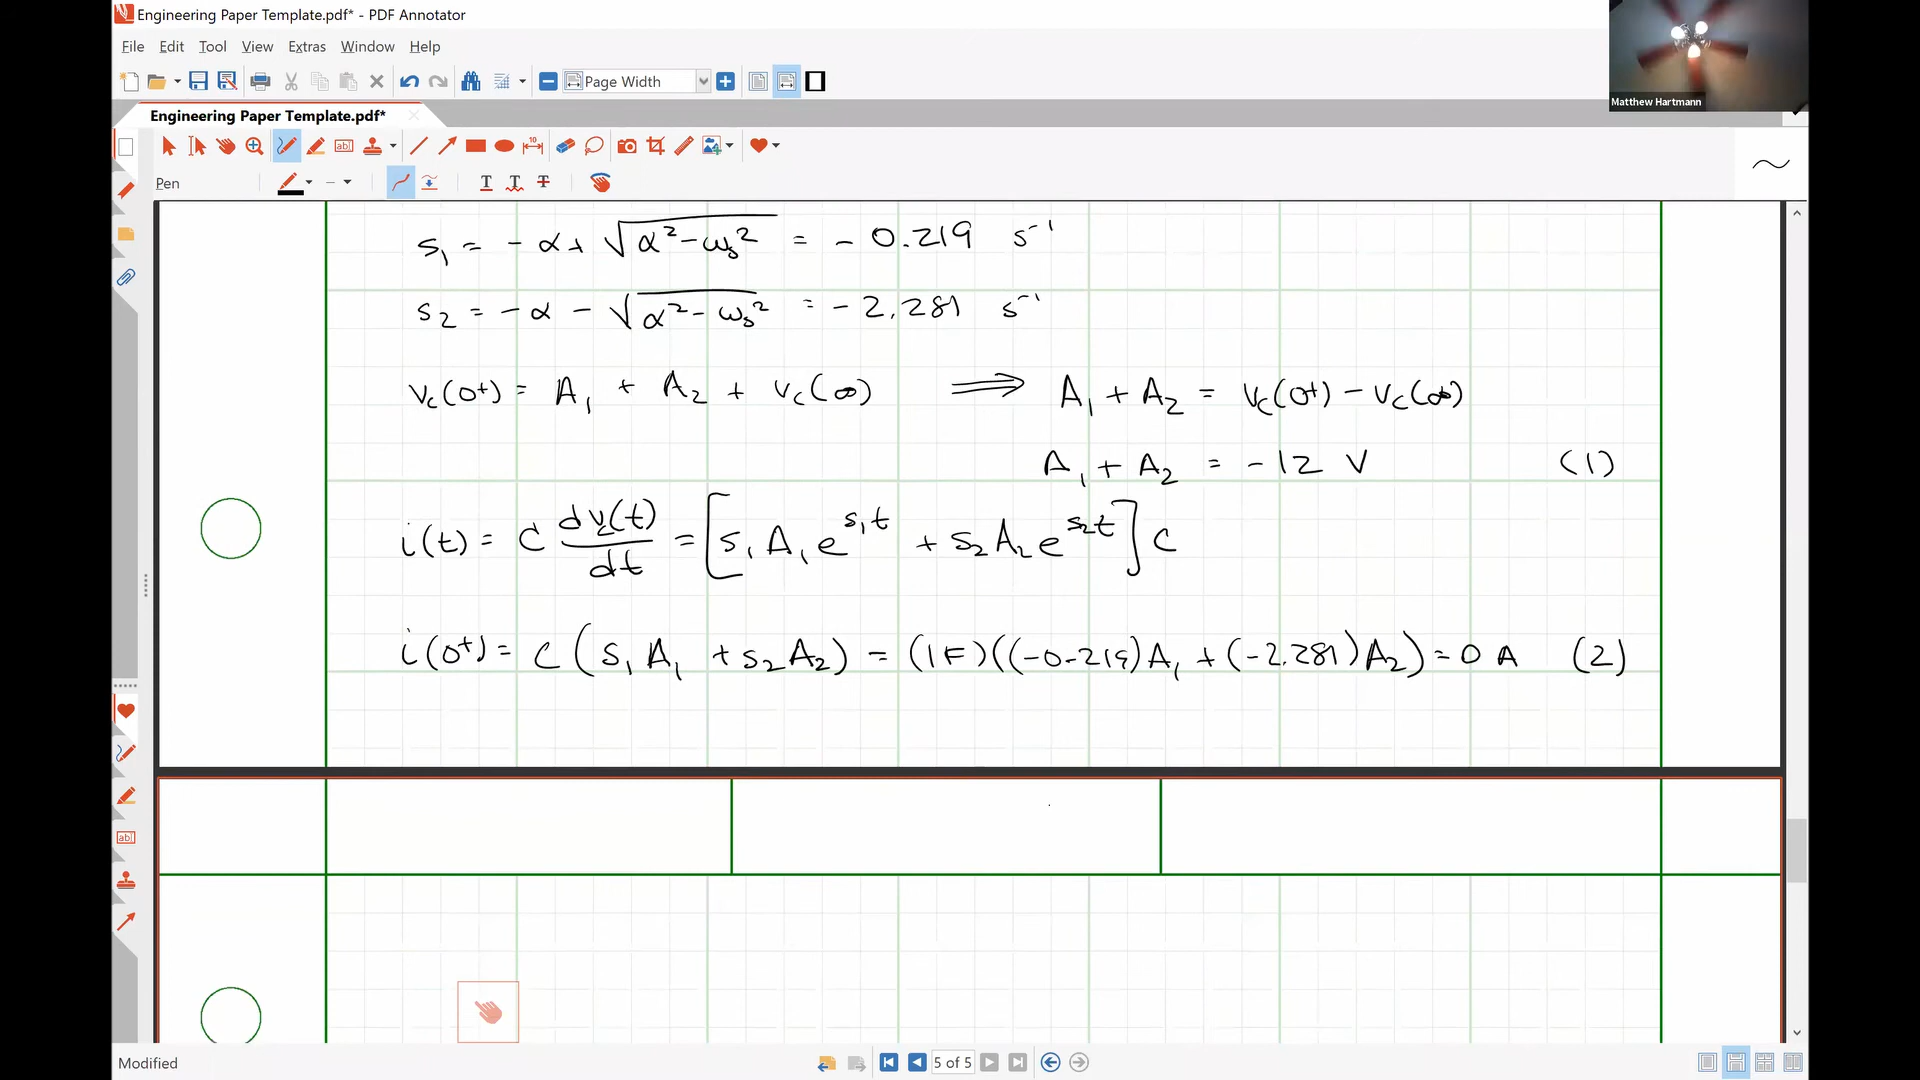 Engineering Paper Template.pdf* - PDF Annotator
File Edit Tool View Extras Window Help
Page Width
Matthew Hartmann
Engineering Paper Template.pdf*
Pen
s₁ = -α + √(α² - ω₀²) = -0.219 s⁻¹
s₂ = -α - √(α² - ω₀²) = -2.281 s⁻¹
v_c(0⁺) = A₁ + A₂ + v_c(∞) ⟹ A₁ + A₂ = v_c(0⁺) - v_c(∞)
A₁ + A₂ = -12 V (1)
i(t) = C dv_c(t)/dt = [s₁A₁e^(s₁t) + s₂A₂e^(s₂t)] C
i(0⁺) = C (s₁A₁ + s₂A₂) = (1F)((-0.219)A₁ + (-2.281)A₂) = 0 A (2)
Modified
5 of 5